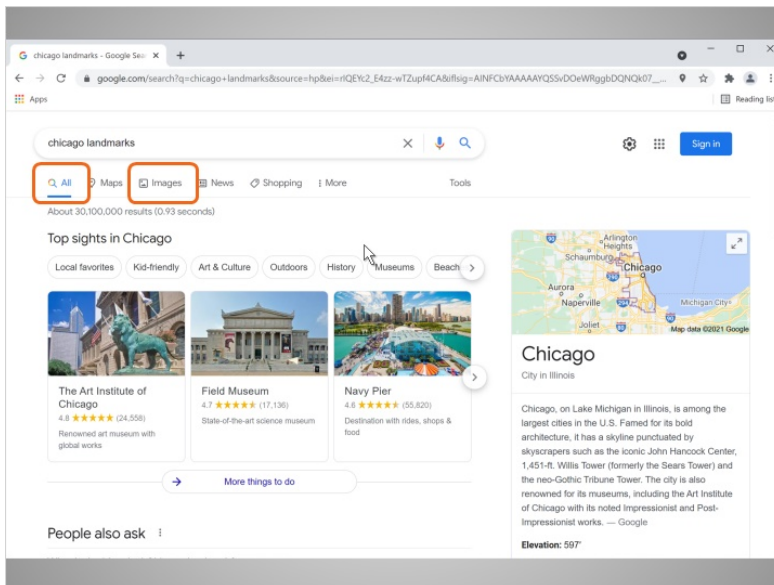 chicago landmarks - Google Sea
google.com/search?q=chicago+landmarks&source=hp&ei=rIQEYc2_E4zz-wTZupf4CA&iflsig=AINFCbYAAAAAYQSSvDOeWRggbDQNQk07__...
Apps
Reading list
chicago landmarks
Sign in
All
Maps
Images
News
Shopping
More
Tools
About 30,100,000 results (0.93 seconds)
Top sights in Chicago
Local favorites
Kid-friendly
Art & Culture
Outdoors
History
Museums
Beach
The Art Institute of
Chicago
4.8 (24,558)
Renowned art museum with
global works
Field Museum
4.7 (17,136)
State-of-the-art science museum
Navy Pier
4.6 (55,820)
Destination with rides, shops &
food
More things to do
People also ask
90
Arlington
Heights
Schaumburg
Chicago
Aurora
Naperville
294
Michigan City
Joliet
80
Map data ©2021 Google
Chicago
City in Illinois
Chicago, on Lake Michigan in Illinois, is among the
largest cities in the U.S. Famed for its bold
architecture, it has a skyline punctuated by
skyscrapers such as the iconic John Hancock Center,
1,451-ft. Willis Tower (formerly the Sears Tower) and
the neo-Gothic Tribune Tower. The city is also
renowned for its museums, including the Art Institute
of Chicago with its noted Impressionist and Post-
Impressionist works. — Google
Elevation: 597'